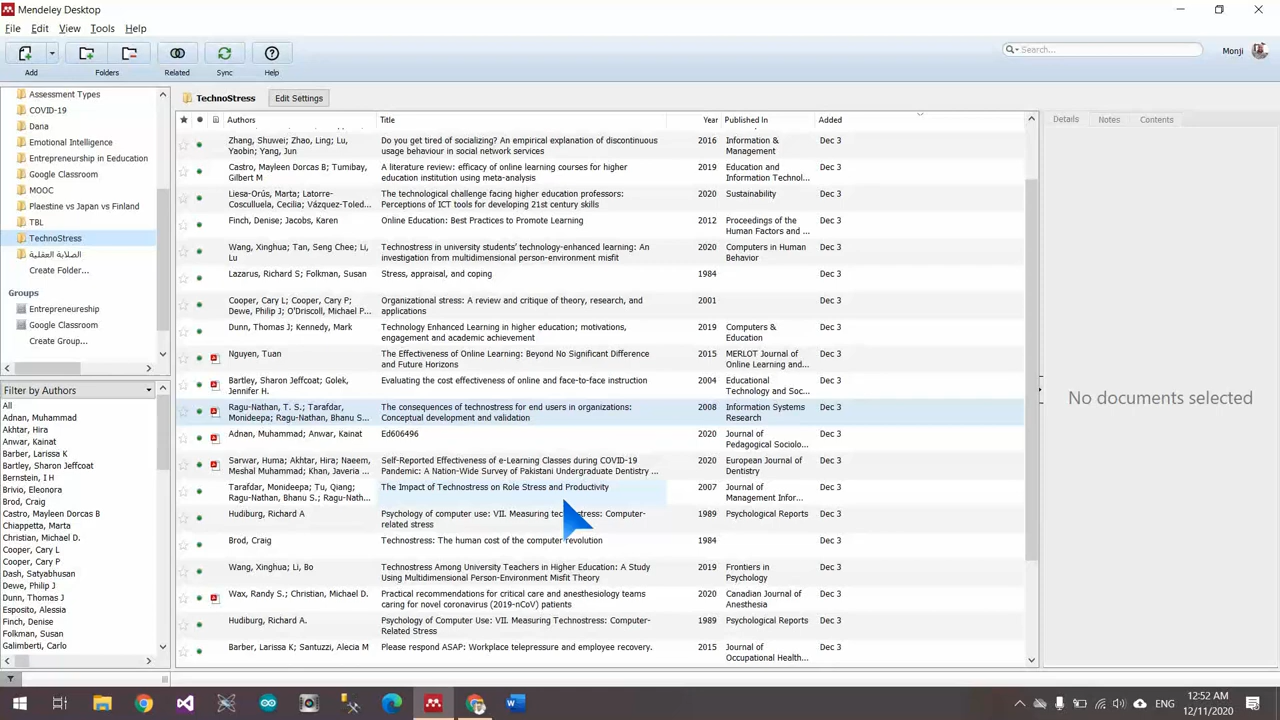 Mendeley Desktop
File Edit View Tools Help
Add Folders Related Sync Help
Search...
Monji
Assessment Types
COVID-19
Dana
Emotional Intelligence
Entrepreneurship in Eeducation
Google Classroom
MOOC
Plaestine vs Japan vs Finland
TBL
TechnoStress
الصلابة العقلية
Create Folder...
Groups
Entrepreneureship
Google Classroom
Create Group...
Filter by Authors
All
Adnan, Muhammad
Akhtar, Hira
Anwar, Kainat
Barber, Larissa K
Bartley, Sharon Jeffcoat
Bernstein, I H
Brivio, Eleonora
Brod, Craig
Castro, Mayleen Dorcas B
Chiappetta, Marta
Christian, Michael D.
Cooper, Cary L
Cooper, Cary P
Dash, Satyabhusan
Dewe, Philip J
Dunn, Thomas J
Esposito, Alessia
Finch, Denise
Folkman, Susan
Galimberti, Carlo
TechnoStress Edit Settings
Authors Title Year Published In Added
Zhang, Shuwei; Zhao, Ling; Lu, Do you get tired of socializing? An empirical explanation of discontinuous 2016 Information & Dec 3
Yaobin; Yang, Jun usage behaviour in social network services Management
Castro, Mayleen Dorcas B; Tumibay, A literature review: efficacy of online learning courses for higher 2019 Education and Dec 3
Gilbert M education institution using meta-analysis Information Technol...
Liesa-Orús, Marta; Latorre- The technological challenge facing higher education professors: 2020 Sustainability Dec 3
Cosculluela, Cecilia; Vázquez-Toled... Perceptions of ICT tools for developing 21st century skills
Finch, Denise; Jacobs, Karen Online Education: Best Practices to Promote Learning 2012 Proceedings of the Dec 3
Human Factors and ...
Wang, Xinghua; Tan, Seng Chee; Li, Technostress in university students' technology-enhanced learning: An 2020 Computers in Human Dec 3
Lu investigation from multidimensional person-environment misfit Behavior
Lazarus, Richard S; Folkman, Susan Stress, appraisal, and coping 1984 Dec 3
Cooper, Cary L; Cooper, Cary P; Organizational stress: A review and critique of theory, research, and 2001 Dec 3
Dewe, Philip J; O'Driscoll, Michael P... applications
Dunn, Thomas J; Kennedy, Mark Technology Enhanced Learning in higher education; motivations, 2019 Computers & Dec 3
engagement and academic achievement Education
Nguyen, Tuan The Effectiveness of Online Learning: Beyond No Significant Difference 2015 MERLOT Journal of Dec 3
and Future Horizons Online Learning and...
Bartley, Sharon Jeffcoat; Golek, Evaluating the cost effectiveness of online and face-to-face instruction 2004 Educational Dec 3
Jennifer H. Technology and Soc...
Ragu-Nathan, T. S.; Tarafdar, The consequences of technostress for end users in organizations: 2008 Information Systems Dec 3
Monideepa; Ragu-Nathan, Bhanu S... Conceptual development and validation Research
Adnan, Muhammad; Anwar, Kainat Ed606496 2020 Journal of Dec 3
Pedagogical Sociolo...
Sarwar, Huma; Akhtar, Hira; Naeem, Self-Reported Effectiveness of e-Learning Classes during COVID-19 2020 European Journal of Dec 3
Meshal Muhammad; Khan, Javeria ... Pandemic: A Nation-Wide Survey of Pakistani Undergraduate Dentistry ... Dentistry
Tarafdar, Monideepa; Tu, Qiang; The Impact of Technostress on Role Stress and Productivity 2007 Journal of Dec 3
Ragu-Nathan, Bhanu S.; Ragu-Nath... Management Infor...
Hudiburg, Richard A Psychology of computer use: VII. Measuring technostress: Computer- 1989 Psychological Reports Dec 3
related stress
Brod, Craig Technostress: The human cost of the computer revolution 1984 Dec 3
Wang, Xinghua; Li, Bo Technostress Among University Teachers in Higher Education: A Study 2019 Frontiers in Dec 3
Using Multidimensional Person-Environment Misfit Theory Psychology
Wax, Randy S.; Christian, Michael D. Practical recommendations for critical care and anesthesiology teams 2020 Canadian Journal of Dec 3
caring for novel coronavirus (2019-nCoV) patients Anesthesia
Hudiburg, Richard A. Psychology of Computer Use: VII. Measuring Technostress: Computer- 1989 Psychological Reports Dec 3
Related Stress
Barber, Larissa K; Santuzzi, Alecia M Please respond ASAP: Workplace telepressure and employee recovery. 2015 Journal of Dec 3
Occupational Health...
Details Notes Contents
No documents selected
ENG
12:52 AM
12/11/2020